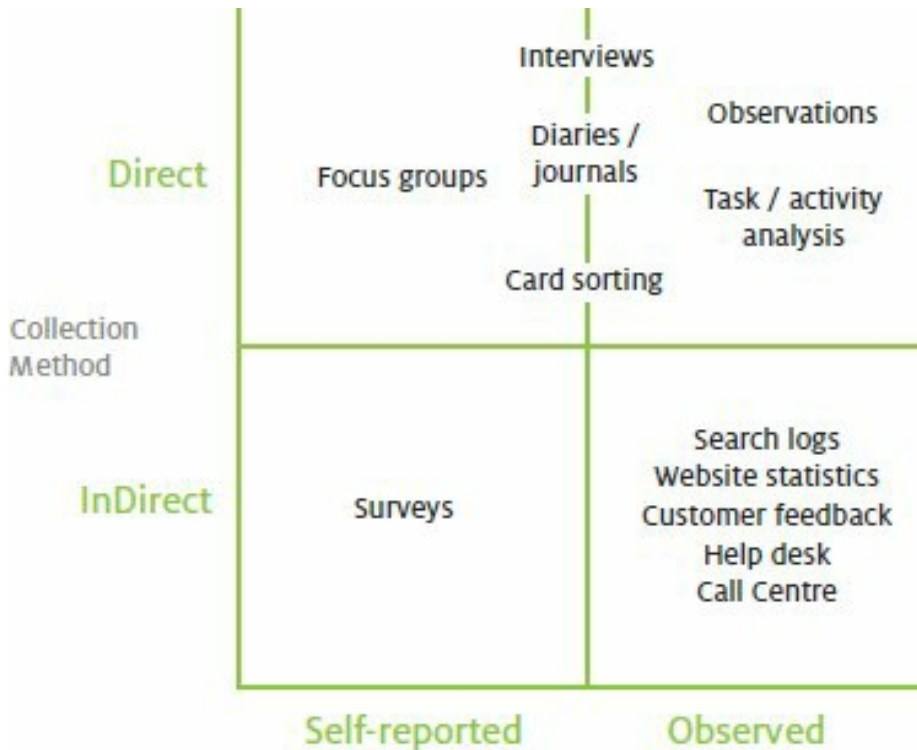 Interviews
Observations
Diaries /
journals
Direct
Focus groups
Task / activity
analysis
Card sorting
Collection
Method
Search logs
Website statistics
InDirect
Surveys
Customer feedback
Help desk
Call Centre
Self-reported
Observed